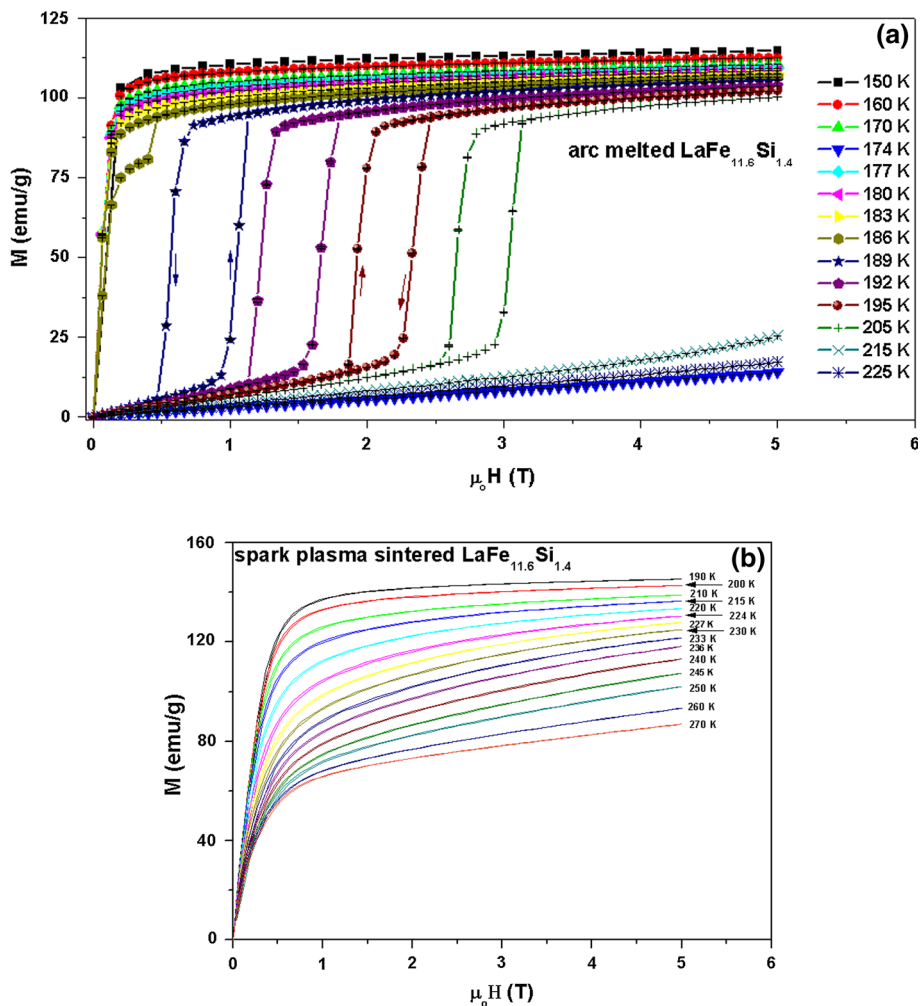 (a)
125
100
75
50
25
0
M (emu/g)
arc melted LaFe11.6Si1.4
150 K
160 K
170 K
174 K
177 K
180 K
183 K
186 K
189 K
192 K
195 K
205 K
215 K
225 K
0 1 2 3 4 5 6
μoH (T)
(b)
spark plasma sintered LaFe11.6Si1.4
160
120
80
40
0
M (emu/g)
190 K
200 K
210 K
215 K
220 K
224 K
227 K
230 K
233 K
236 K
240 K
245 K
250 K
260 K
270 K
0 1 2 3 4 5 6
μoH (T)